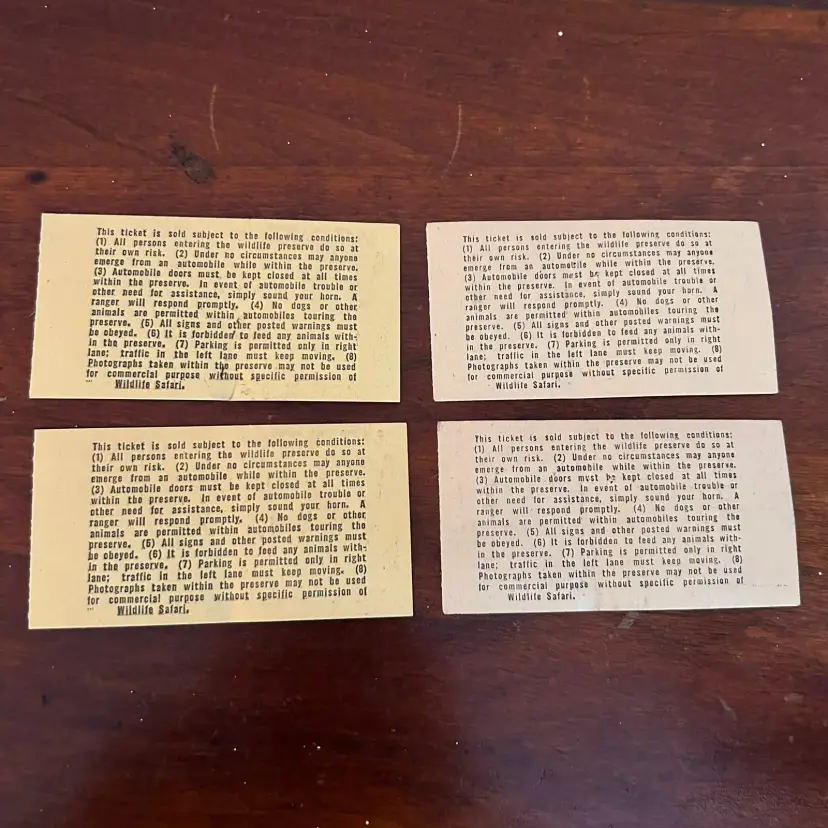 This ticket is sold subject to the following conditions:
(1) All persons entering the wildlife preserve do so at
their own risk. (2) Under no circumstances may anyone
emerge from an automobile while within the preserve.
(3) Automobile doors must be kept closed at all times
within the preserve. In event of automobile trouble or
other need for assistance, simply sound your horn. A
ranger will respond promptly. (4) No dogs or other
animals are permitted within automobiles touring the
preserve. (5) All signs and other posted warnings must
be obeyed. (6) It is forbidden to feed any animals with-
in the preserve. (7) Parking is permitted only in right
lane; traffic in the left lane must keep moving. (8)
Photographs taken within the preserve may not be used
for commercial purpose without specific permission of
Wildlife Safari.
This ticket is sold subject to the following conditions:
(1) All persons entering the wildlife preserve do so at
their own risk. (2) Under no circumstances may anyone
emerge from an automobile while within the preserve.
(3) Automobile doors must be kept closed at all times
within the preserve. In event of automobile trouble or
other need for assistance, simply sound your horn. A
ranger will respond promptly. (4) No dogs or other
animals are permitted within automobiles touring the
preserve. (5) All signs and other posted warnings must
be obeyed. (6) It is forbidden to feed any animals with-
in the preserve. (7) Parking is permitted only in right
lane; traffic in the left lane must keep moving. (8)
Photographs taken within the preserve may not be used
for commercial purpose without specific permission of
Wildlife Safari.
This ticket is sold subject to the following conditions:
(1) All persons entering the wildlife preserve do so at
their own risk. (2) Under no circumstances may anyone
emerge from an automobile while within the preserve.
(3) Automobile doors must be kept closed at all times
within the preserve. In event of automobile trouble or
other need for assistance, simply sound your horn. A
ranger will respond promptly. (4) No dogs or other
animals are permitted within automobiles touring the
preserve. (5) All signs and other posted warnings must
be obeyed. (6) It is forbidden to feed any animals with-
in the preserve. (7) Parking is permitted only in right
lane; traffic in the left lane must keep moving. (8)
Photographs taken within the preserve may not be used
for commercial purpose without specific permission of
Wildlife Safari.
This ticket is sold subject to the following conditions:
(1) All persons entering the wildlife preserve do so at
their own risk. (2) Under no circumstances may anyone
emerge from an automobile while within the preserve.
(3) Automobile doors must be kept closed at all times
within the preserve. In event of automobile trouble or
other need for assistance, simply sound your horn. A
ranger will respond promptly. (4) No dogs or other
animals are permitted within automobiles touring the
preserve. (5) All signs and other posted warnings must
be obeyed. (6) It is forbidden to feed any animals with-
in the preserve. (7) Parking is permitted only in right
lane; traffic in the left lane must keep moving. (8)
Photographs taken within the preserve may not be used
for commercial purpose without specific permission of
Wildlife Safari.